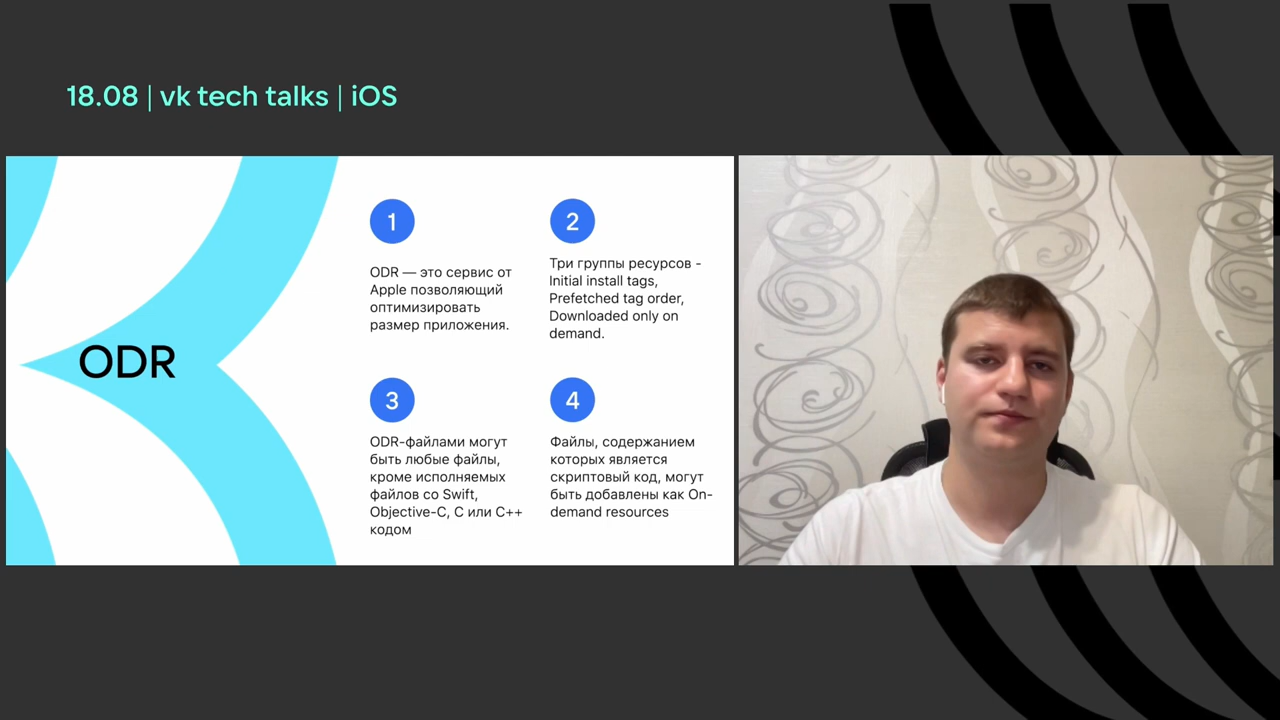 18.08 | vk tech talks | iOS
ODR
1
ODR — это сервис от
Apple позволяющий
оптимизировать
размер приложения.
2
Три группы ресурсов -
Initial install tags,
Prefetched tag order,
Downloaded only on
demand.
3
ODR-файлами могут
быть любые файлы,
кроме исполняемых
файлов со Swift,
Objective-C, C или C++
кодом
4
Файлы, содержанием
которых является
скриптовый код, могут
быть добавлены как On-
demand resources